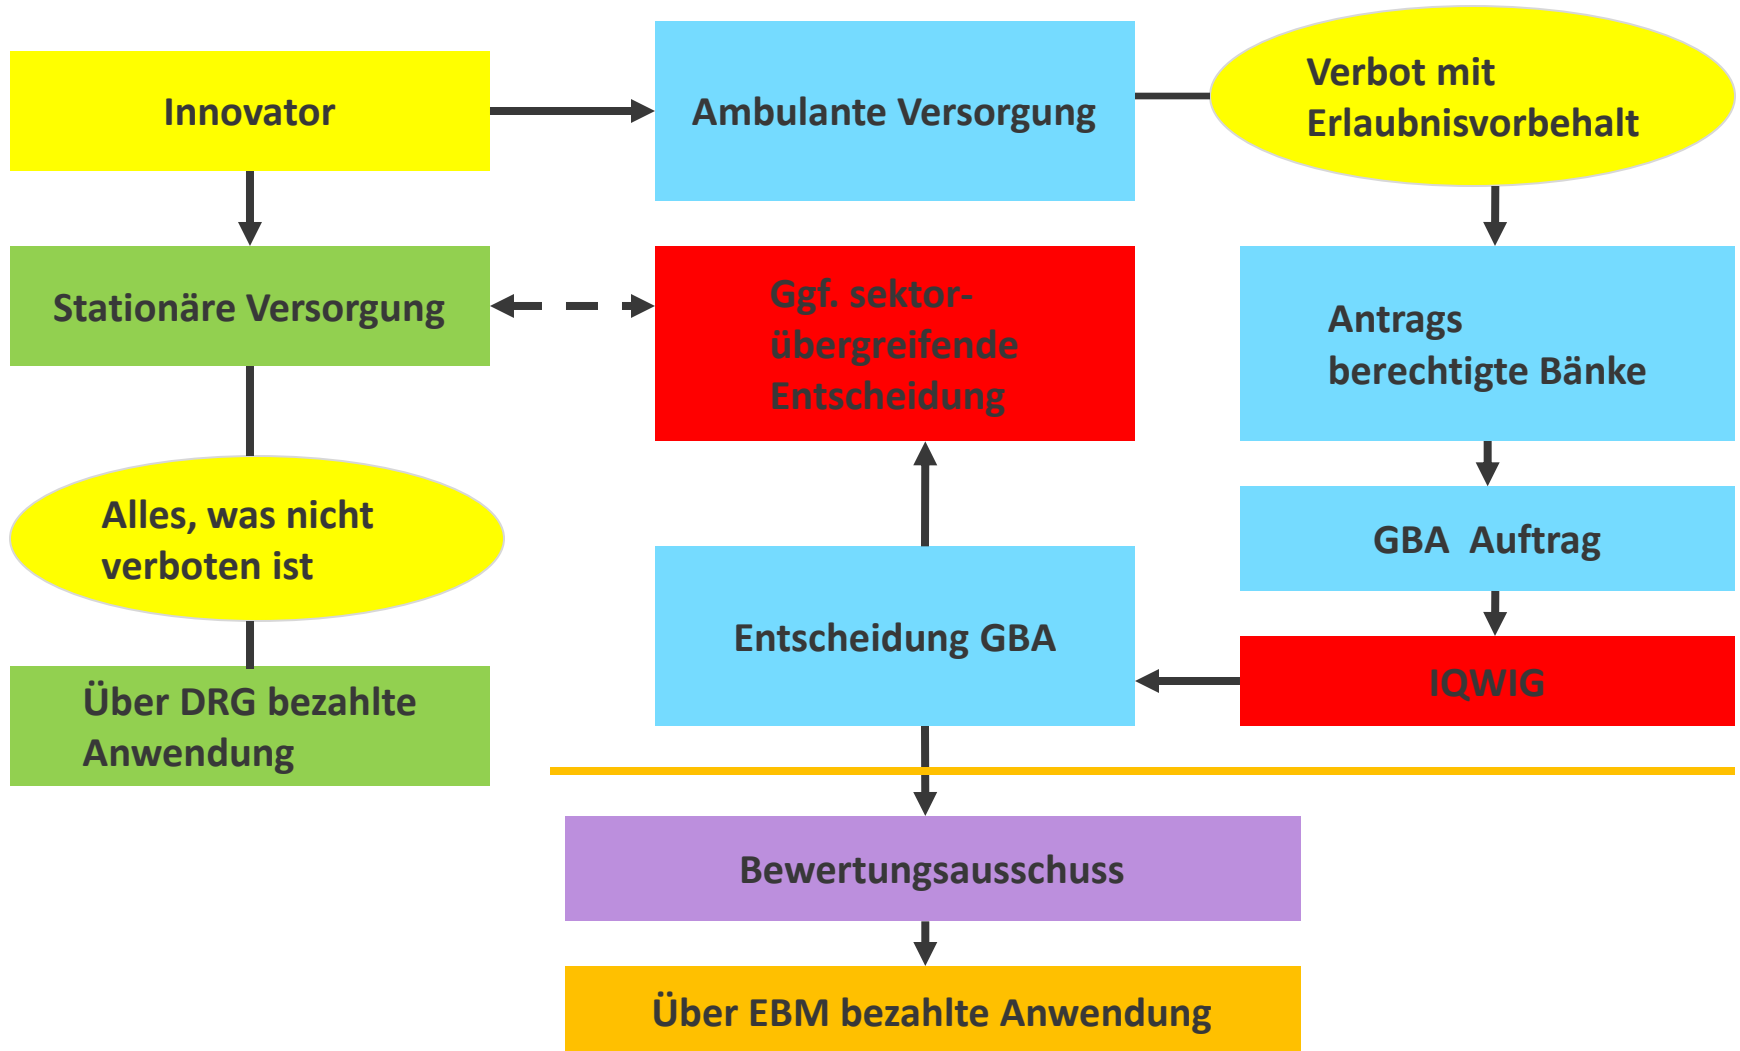 Innovator
Ambulante Versorgung
Verbot mit
Erlaubnisvorbehalt
Stationäre Versorgung
Ggf. sektor-
übergreifende
Entscheidung
Antrags
berechtigte Bänke
Alles, was nicht
verboten ist
GBA  Auftrag
Entscheidung GBA
IQWIG
Über DRG bezahlte
Anwendung
Bewertungsausschuss
Über EBM bezahlte Anwendung